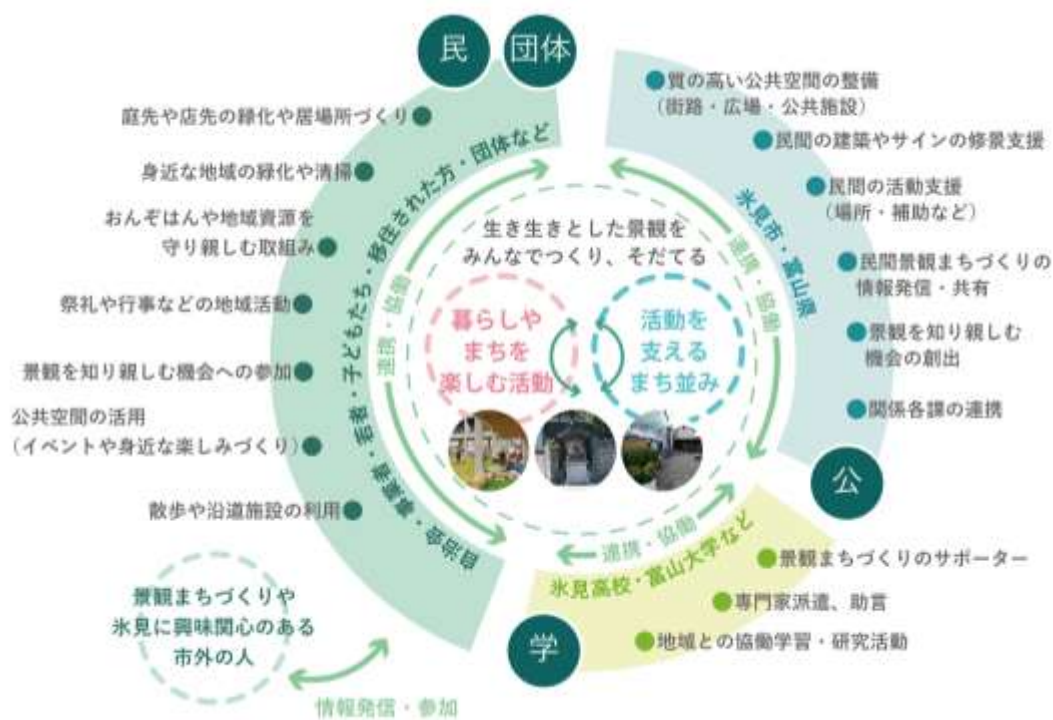 民
団体
庭先や店先の緑化や居場所づくり
身近な地域の緑化や清掃
おんぞはんや地域資源を
守り親しむ取組み
祭礼や行事などの地域活動
景観を知り親しむ機会への参加
公共空間の活用
(イベントや身近な楽しみづくり)
散歩や沿道施設の利用
自治会・事業者・若者・子どもたち・移住された方・団体など
連携・協働
質の高い公共空間の整備
(街路・広場・公共施設)
民間の建築やサインの修景支援
民間の活動支援
(場所・補助など)
民間景観まちづくりの
情報発信・共有
景観を知り親しむ
機会の創出
関係各課の連携
氷見市・富山県
連携・協働
公
生き生きとした景観を
みんなでつくり、そだてる
暮らしや
まちを
楽しむ活動
活動を
支える
まち並み
連携・協働
氷見高校・富山大学など
学
景観まちづくりのサポーター
専門家派遣、助言
地域との協働学習・研究活動
景観まちづくりや
氷見に興味関心のある
市外の人
情報発信・参加